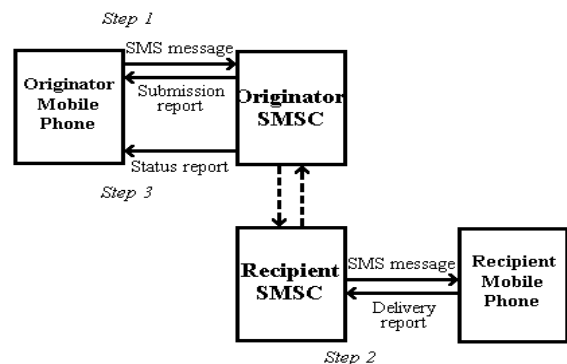 Step 1
SMS message
Originator
Mobile
Phone
Submission
report
Originator
SMSC
Status report
Step 3
Recipient
SMSC
SMS message
Delivery
report
Recipient
Mobile
Phone
Step 2